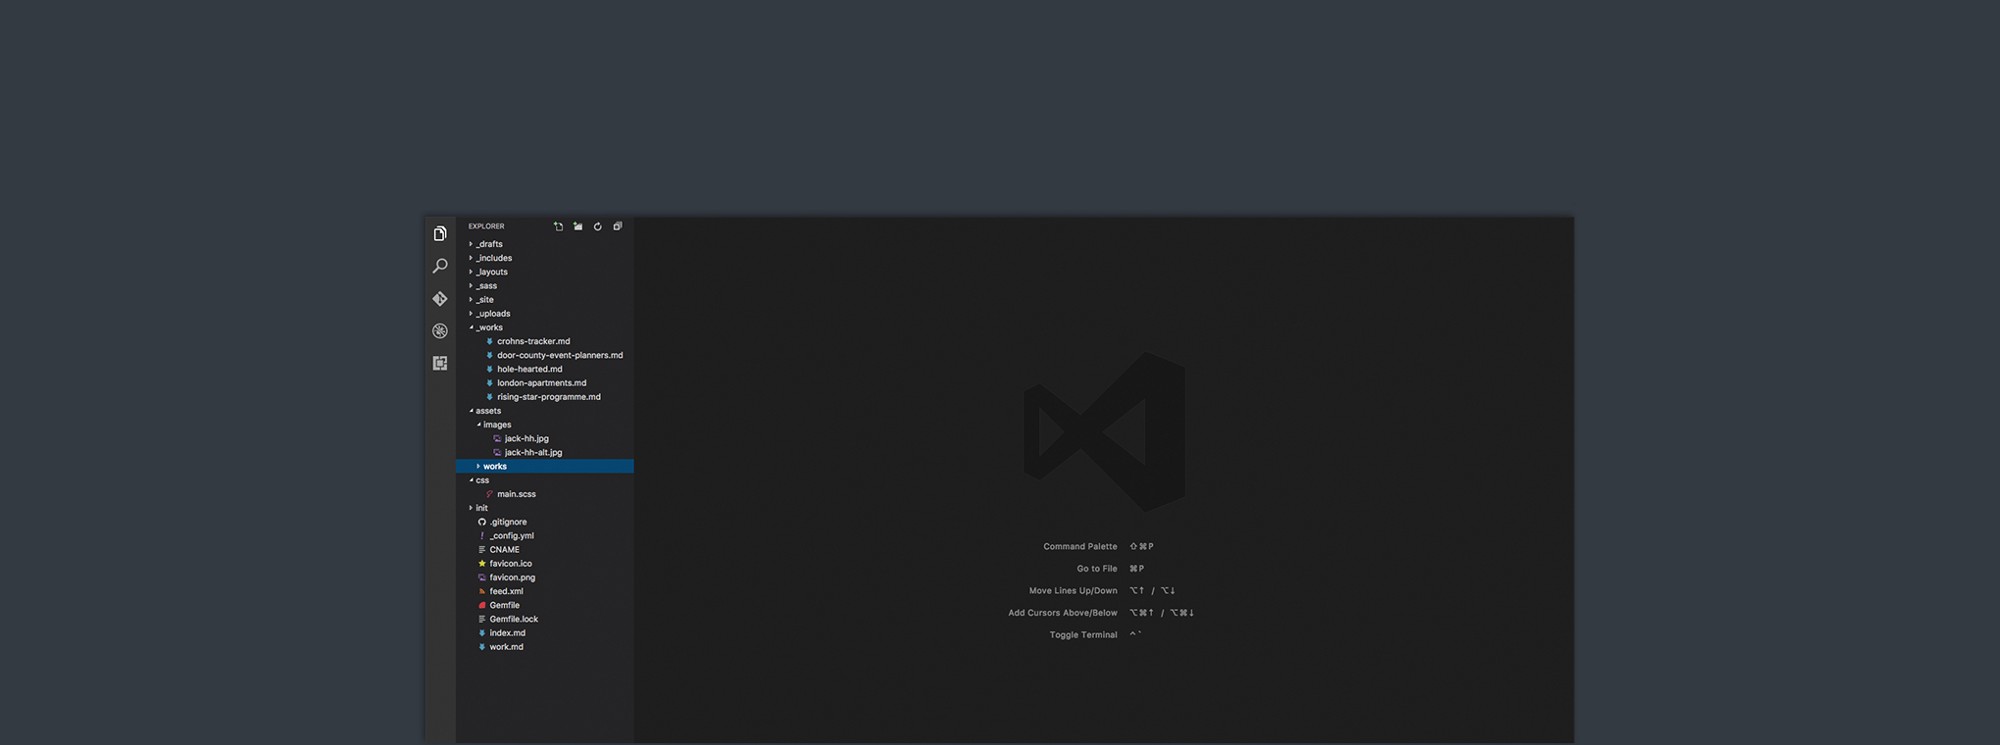 EXPLORER
_drafts
_includes
_layouts
_sass
_site
_uploads
_works
crohns-tracker.md
door-county-event-planners.md
hole-hearted.md
london-apartments.md
rising-star-programme.md
assets
images
jack-hh.jpg
jack-hh-alt.jpg
works
css
main.scss
init
.gitignore
_config.yml
CNAME
favicon.ico
favicon.png
feed.xml
Gemfile
Gemfile.lock
index.md
work.md
Command Palette ⇧⌘P
Go to File ⌘P
Move Lines Up/Down ⌥↑ / ⌥↓
Add Cursors Above/Below ⌥⌘↑ / ⌥⌘↓
Toggle Terminal ⌃`